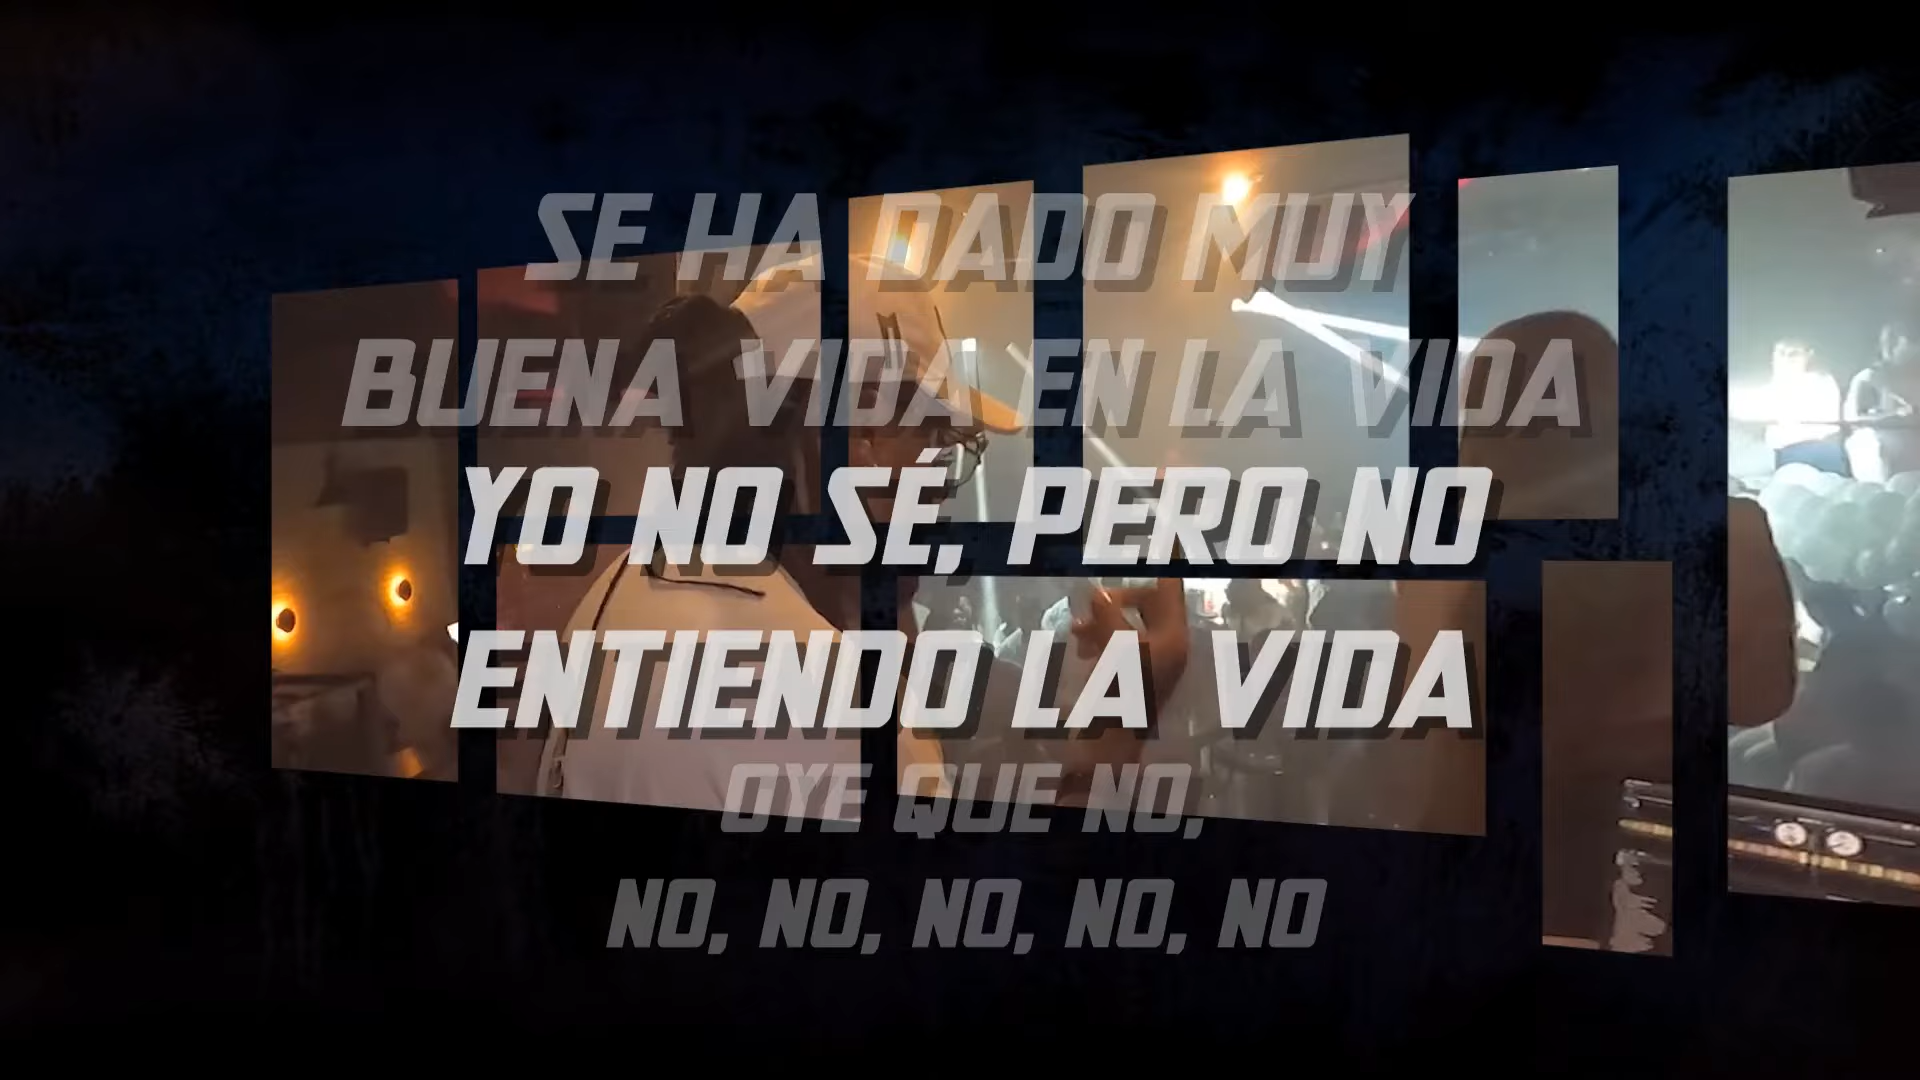 SE HA DADO MUY
BUENA VIDA EN LA VIDA
YO NO SÉ, PERO NO
ENTIENDO LA VIDA
OYE QUE NO,
NO, NO, NO, NO, NO